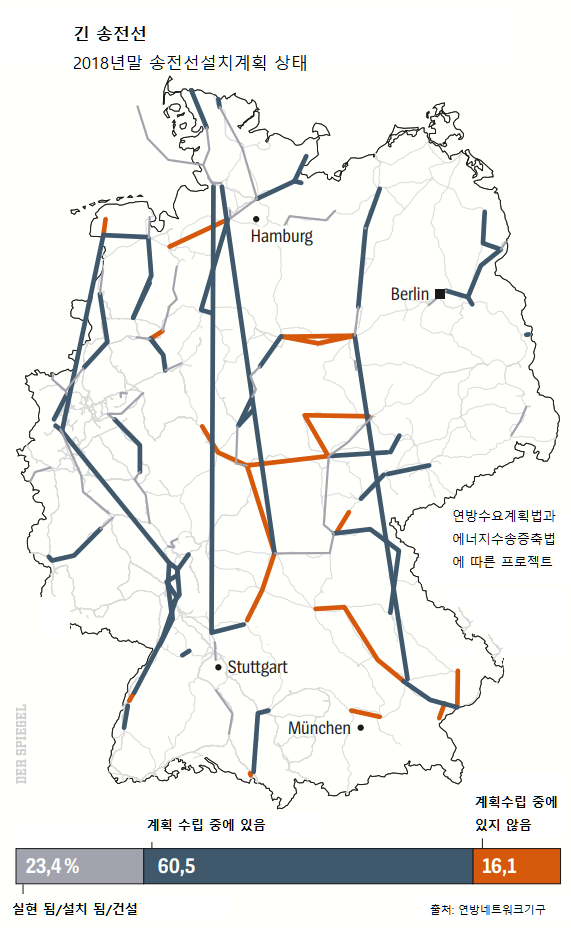 긴 송전선
2018년말 송전선설치계획 상태
Hamburg
Berlin
연방수요계획법과
에너지수송증축법
에 따른 프로젝트
Stuttgart
München
DER SPIEGEL
계획수립 중에
있지 않음
계획 수립 중에 있음
23,4 %
60,5
16,1
실현 됨/설치 됨/건설
출처: 연방네트워크기구